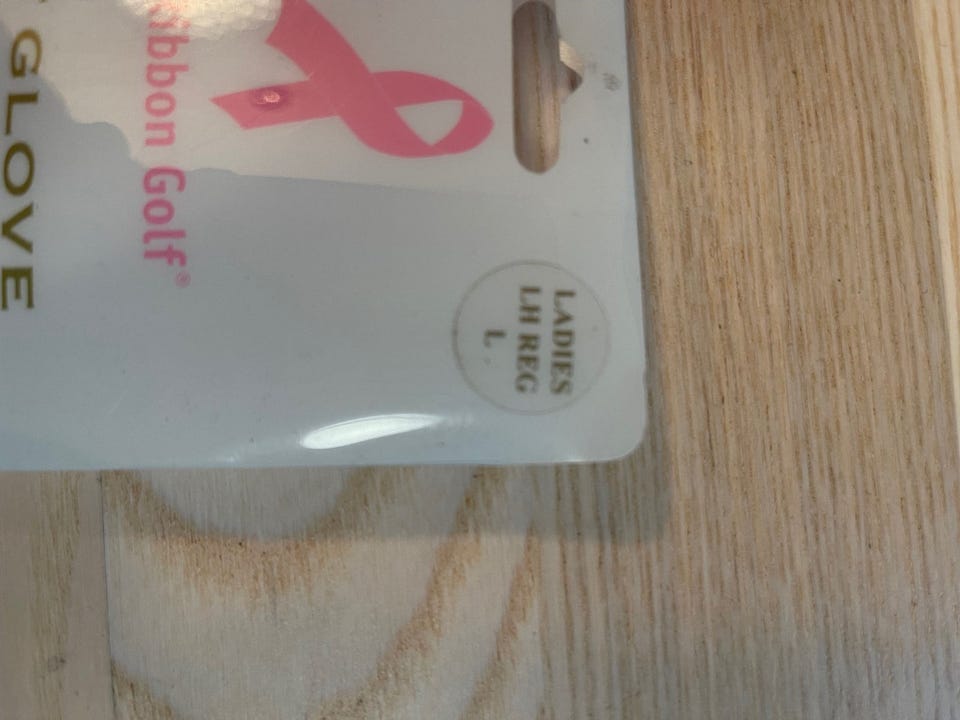 LADIES
LH REG
L
ibbon Golf®
GLOVE